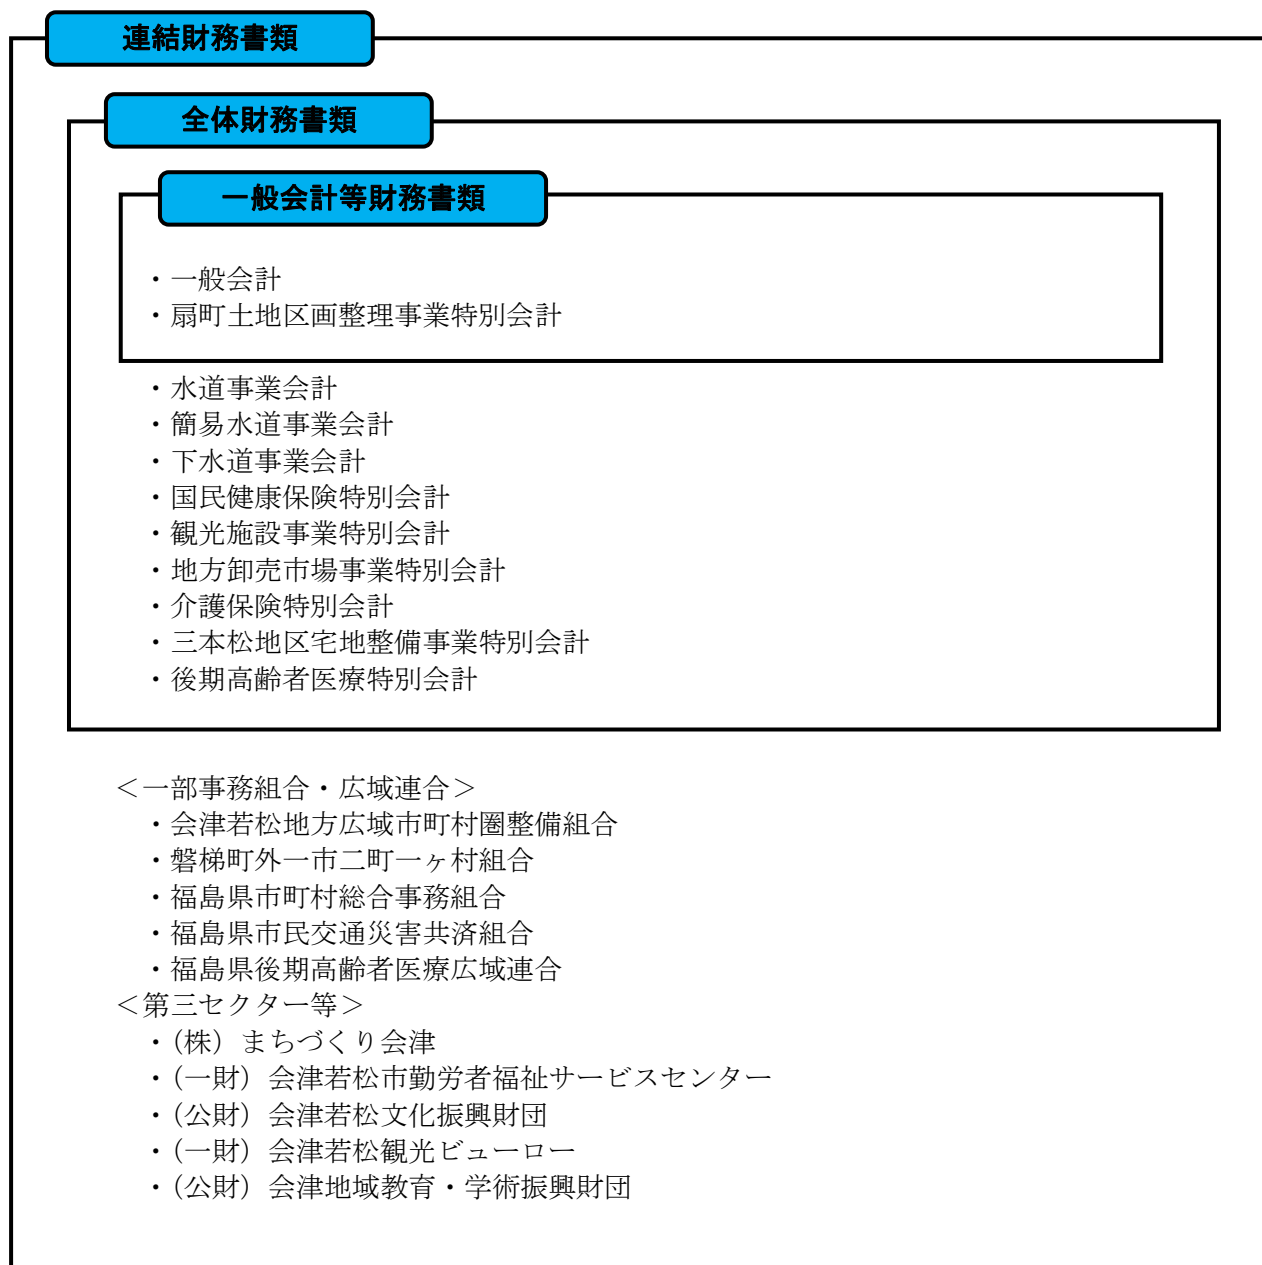 連結財務書類
全体財務書類
一般会計等財務書類
・一般会計
・扇町土地区画整理事業特別会計
・水道事業会計
・簡易水道事業会計
・下水道事業会計
・国民健康保険特別会計
・観光施設事業特別会計
・地方卸売市場事業特別会計
・介護保険特別会計
・三本松地区宅地整備事業特別会計
・後期高齢者医療特別会計
＜一部事務組合・広域連合＞
・会津若松地方広域市町村圏整備組合
・磐梯町外一市二町一ヶ村組合
・福島県市町村総合事務組合
・福島県市民交通災害共済組合
・福島県後期高齢者医療広域連合
＜第三セクター等＞
・（株）まちづくり会津
・（一財）会津若松市勤労者福祉サービスセンター
・（公財）会津若松文化振興財団
・（一財）会津若松観光ビューロー
・（公財）会津地域教育・学術振興財団